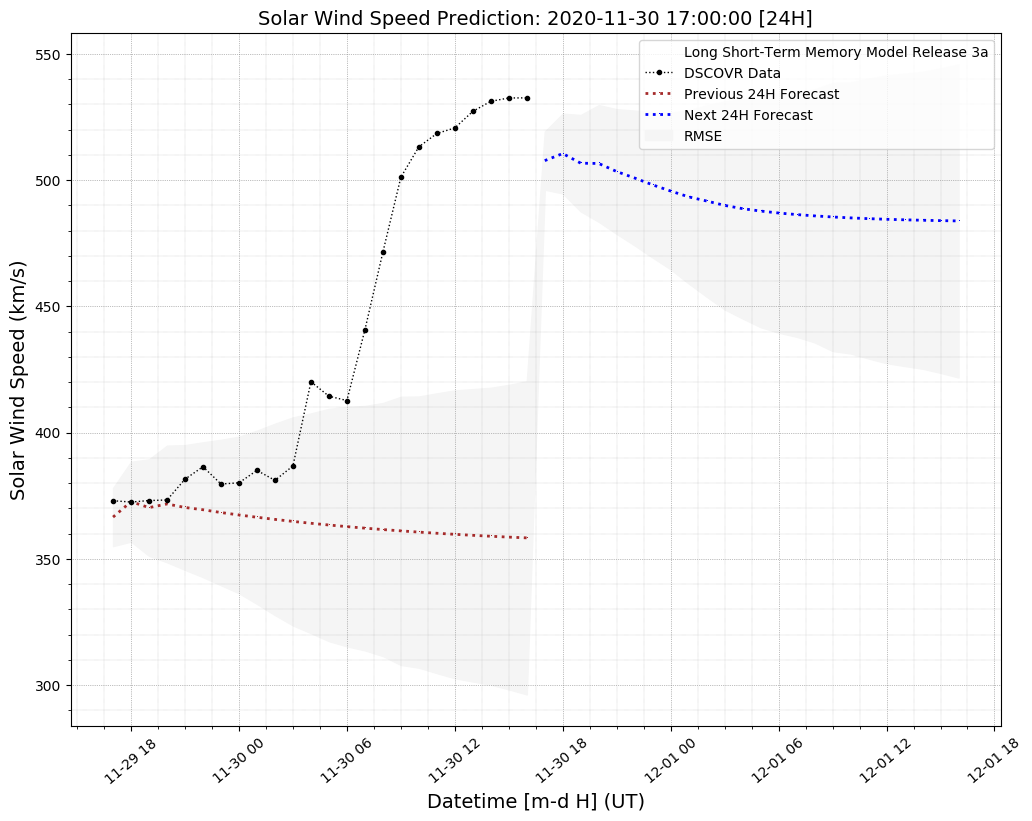 Solar Wind Speed Prediction: 2020-11-30 17:00:00 [24H]
Long Short-Term Memory Model Release 3a
DSCOVR Data
Previous 24H Forecast
Next 24H Forecast
RMSE
Solar Wind Speed (km/s)
550
500
450
400
350
300
11-29 18
11-30 00
11-30 06
11-30 12
11-30 18
12-01 00
12-01 06
12-01 12
12-01 18
Datetime [m-d H] (UT)